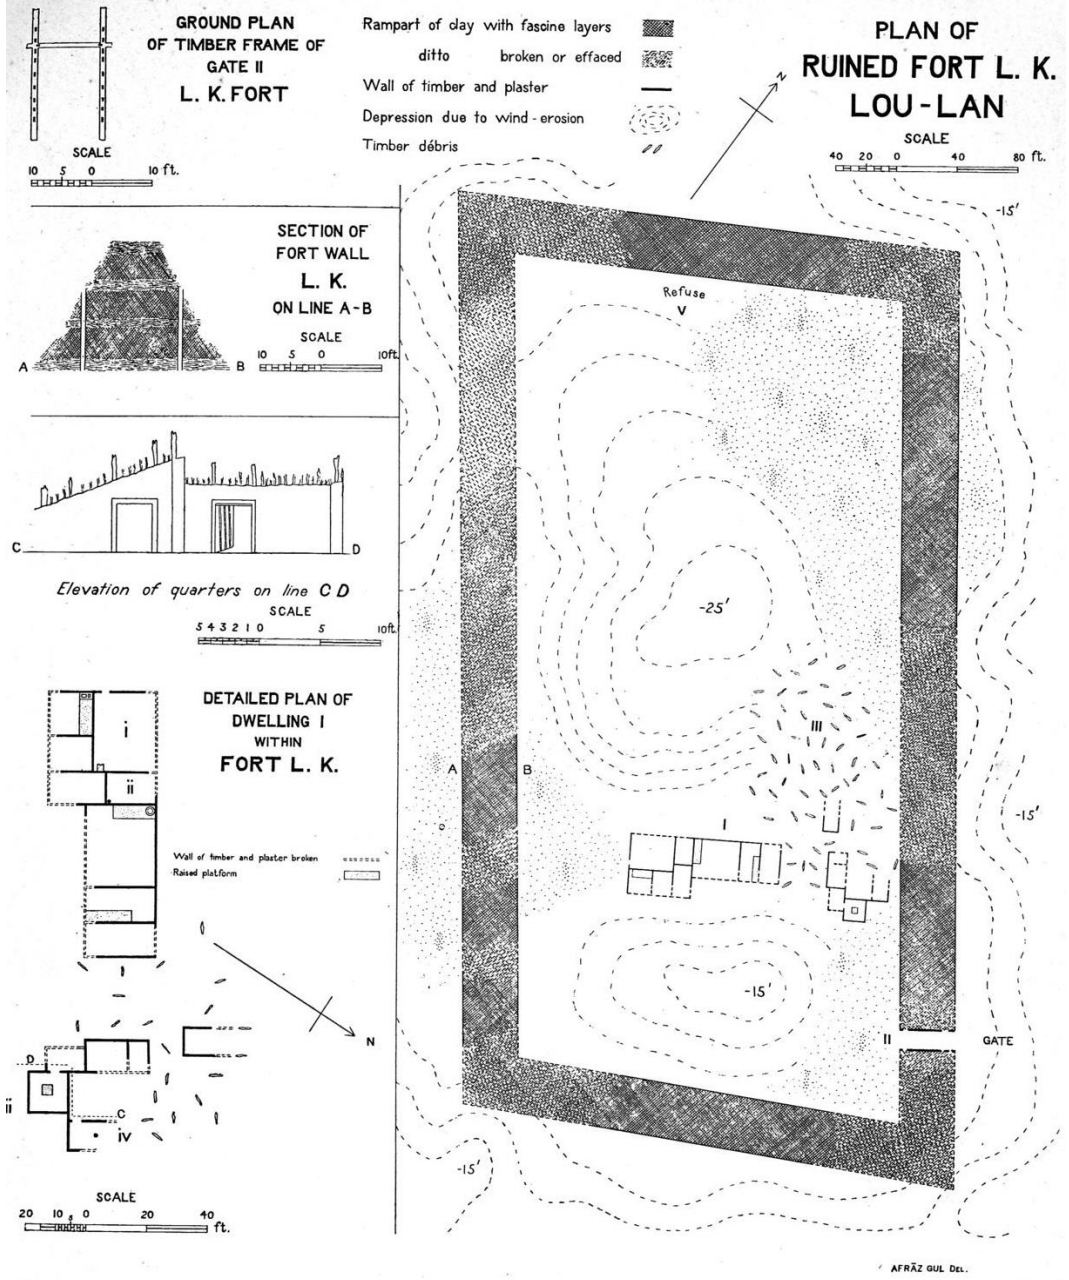 GROUND PLAN
OF TIMBER FRAME OF
GATE II
L. K. FORT
SCALE
10 5 0 10 ft.
Rampart of clay with fascine layers
ditto broken or effaced
Wall of timber and plaster
Depression due to wind-erosion
Timber débris
N
PLAN OF
RUINED FORT L. K.
LOU-LAN
SCALE
40 20 0 40 80 ft.
SECTION OF
FORT WALL
L. K.
ON LINE A-B
SCALE
10 5 0 10ft.
A B
C D
Elevation of quarters on line C D
SCALE
5 4 3 2 1 0 5 10ft.
DETAILED PLAN OF
DWELLING I
WITHIN
FORT L. K.
i
ii
Wall of timber and plaster broken
Raised platform
N
D
C
iv
SCALE
20 10 5 0 20 40 ft.
-15'
Refuse
V
-25'
III
A B
I
-15'
-15'
II
GATE
-15'
AFRĀZ GUL DEL.